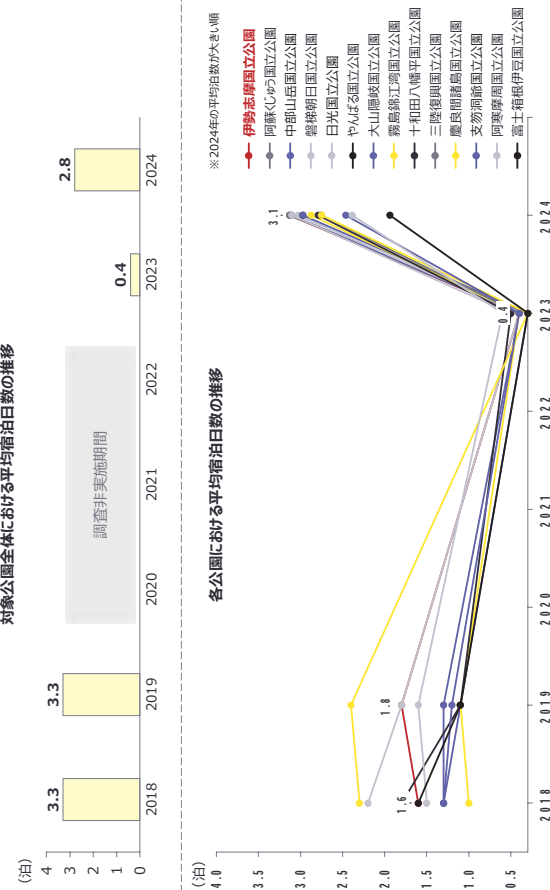 対象公園全体における平均宿泊日数の推移
(泊)
4
3
2
1
0
3.3
3.3
調査非実施期間
0.4
2.8
2018
2019
2020
2021
2022
2023
2024
各公園における平均宿泊日数の推移
※2024年の平均泊数が大きい順
(泊)
4.0
3.5
3.0
2.5
2.0
1.5
1.0
0.5
1.6
1.8
0.4
3.1
2018
2019
2020
2021
2022
2023
2024
伊勢志摩国立公園
阿蘇くじゅう国立公園
中部山岳国立公園
磐梯朝日国立公園
日光国立公園
やんばる国立公園
大山隠岐国立公園
霧島錦江湾国立公園
十和田八幡平国立公園
三陸復興国立公園
慶良間諸島国立公園
支笏洞爺国立公園
阿寒摩周国立公園
富士箱根伊豆国立公園